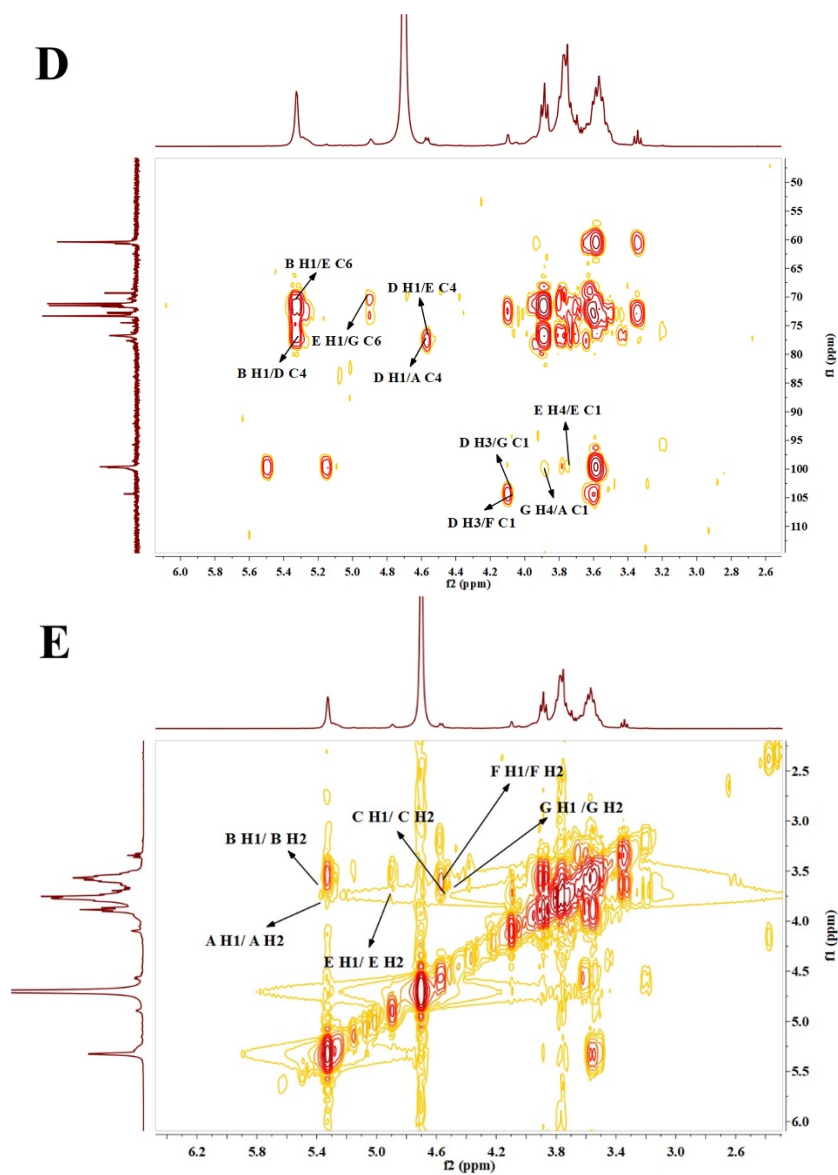 D
50
55
60
65
70
75
80
85
90
95
100
105
110
f1 (ppm)
B H1/E C6
D H1/E C4
E H1/G C6
B H1/D C4
D H1/A C4
E H4/E C1
D H3/G C1
D H3/F C1
G H4/A C1
6.0 5.8 5.6 5.4 5.2 5.0 4.8 4.6 4.4 4.2 4.0 3.8 3.6 3.4 3.2 3.0 2.8 2.6
f2 (ppm)
E
2.5
3.0
3.5
4.0
4.5
5.0
5.5
6.0
f1 (ppm)
F H1/F H2
C H1/ C H2
G H1 /G H2
B H1/ B H2
A H1/ A H2
E H1/ E H2
6.2 5.8 5.4 5.0 4.6 4.2 3.8 3.4 3.0 2.6
f2 (ppm)